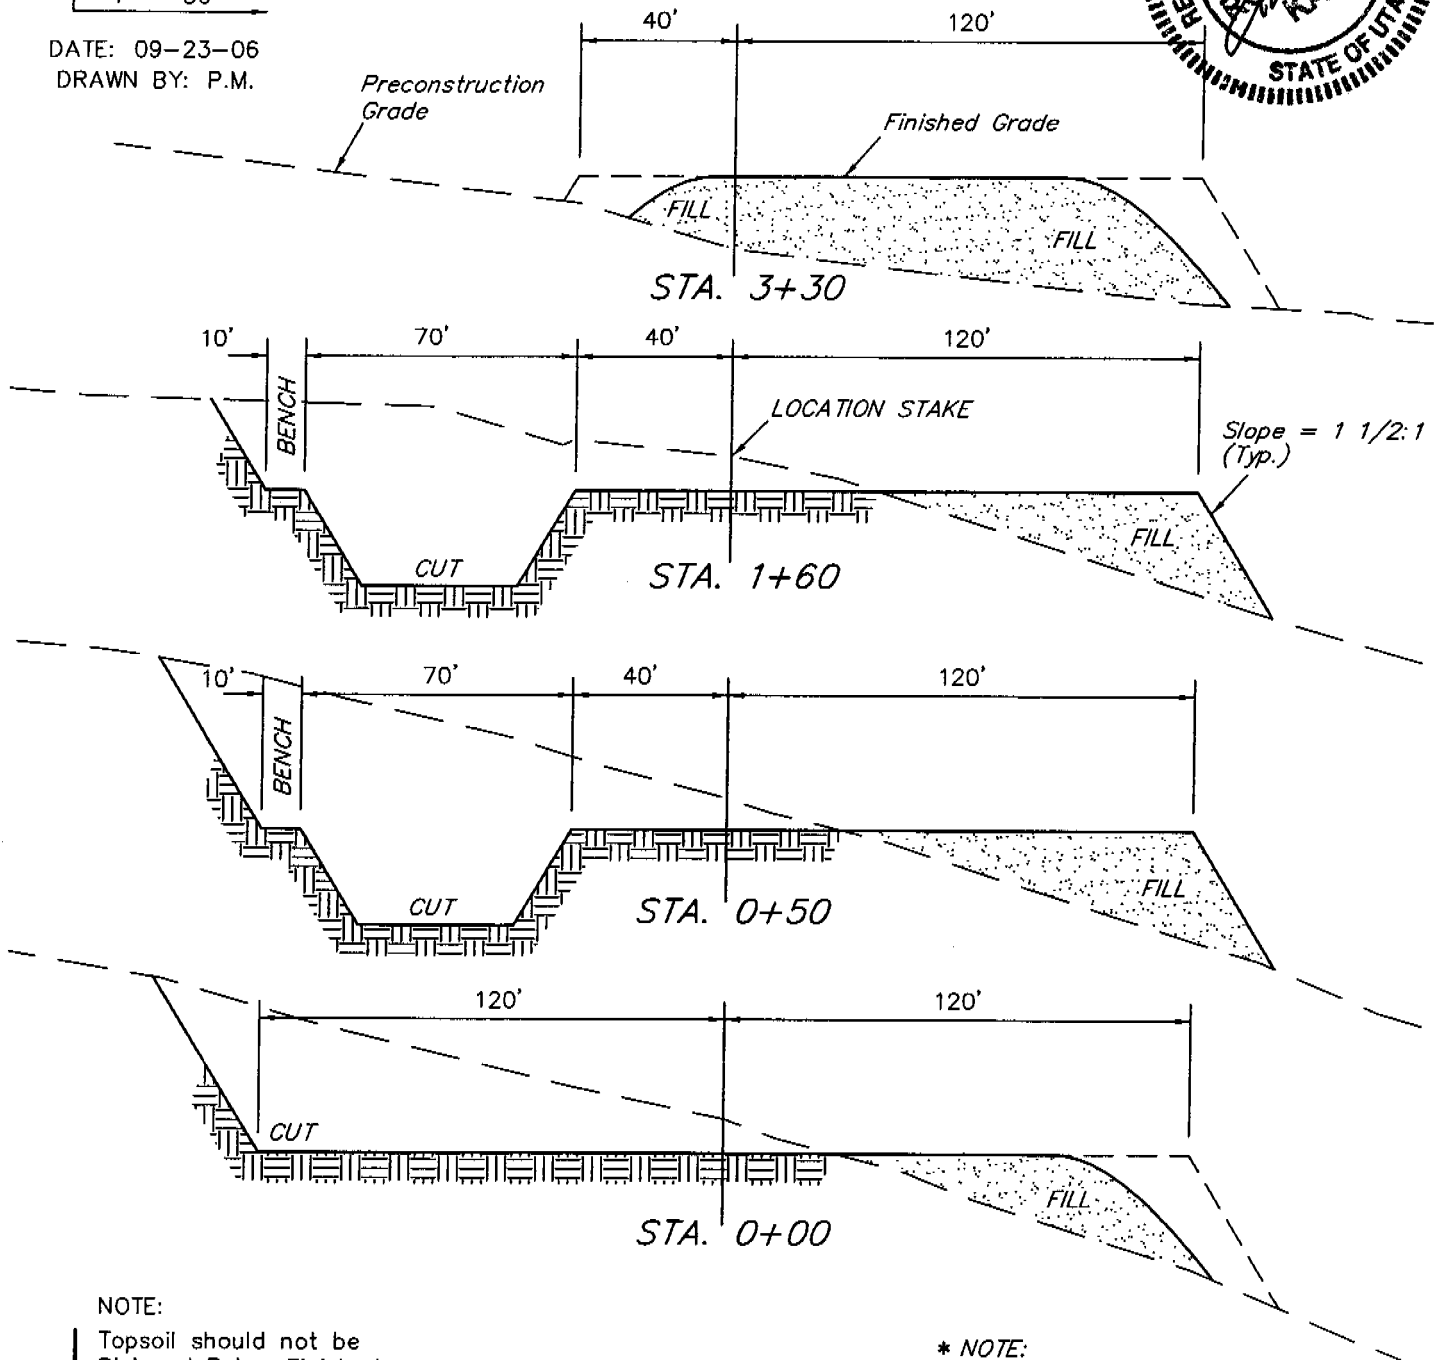 DATE: 09-23-06
DRAWN BY: P.M.
STATE OF UTA
40'
120'
Preconstruction
Grade
Finished Grade
FILL
FILL
STA. 3+30
10'
70'
40'
120'
BENCH
LOCATION STAKE
Slope = 1 1/2:1
(Typ.)
CUT
FILL
STA. 1+60
10'
70'
40'
120'
BENCH
CUT
FILL
STA. 0+50
120'
120'
CUT
FILL
STA. 0+00
NOTE:
Topsoil should not be
* NOTE: